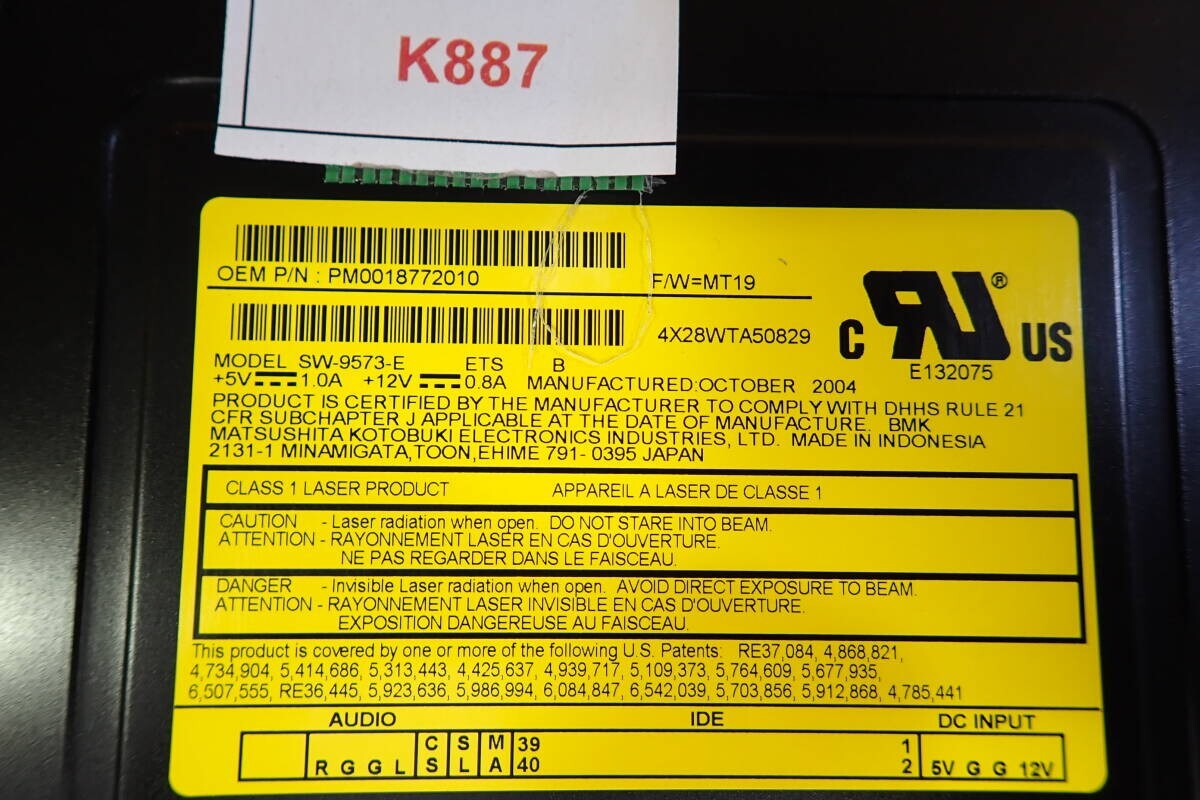 K887
OEM P/N : PM0018772010 F/W=MT19
4X28WTA50829
C RU® US
E132075
MODEL SW-9573-E ETS B
+5V 1.0A +12V 0.8A MANUFACTURED:OCTOBER 2004
PRODUCT IS CERTIFIED BY THE MANUFACTURER TO COMPLY WITH DHHS RULE 21
CFR SUBCHAPTER J APPLICABLE AT THE DATE OF MANUFACTURE. BMK
MATSUSHITA KOTOBUKI ELECTRONICS INDUSTRIES, LTD. MADE IN INDONESIA
2131-1 MINAMIGATA,TOON,EHIME 791- 0395 JAPAN
CLASS 1 LASER PRODUCT APPAREIL A LASER DE CLASSE 1
CAUTION - Laser radiation when open. DO NOT STARE INTO BEAM.
ATTENTION - RAYONNEMENT LASER EN CAS D'OUVERTURE.
NE PAS REGARDER DANS LE FAISCEAU.
DANGER - Invisible Laser radiation when open. AVOID DIRECT EXPOSURE TO BEAM.
ATTENTION - RAYONNEMENT LASER INVISIBLE EN CAS D'OUVERTURE.
EXPOSITION DANGEREUSE AU FAISCEAU.
This product is covered by one or more of the following U.S. Patents: RE37,084, 4,868,821,
4,734,904, 5,414,686, 5,313,443, 4,425,637, 4,939,717, 5,109,373, 5,764,609, 5,677,935,
6,507,555, RE36,445, 5,923,636, 5,986,994, 6,084,847, 6,542,039, 5,703,856, 5,912,868, 4,785,441
AUDIO IDE DC INPUT
C S M 39 1
R G G L S L A 40 2 5V G G 12V